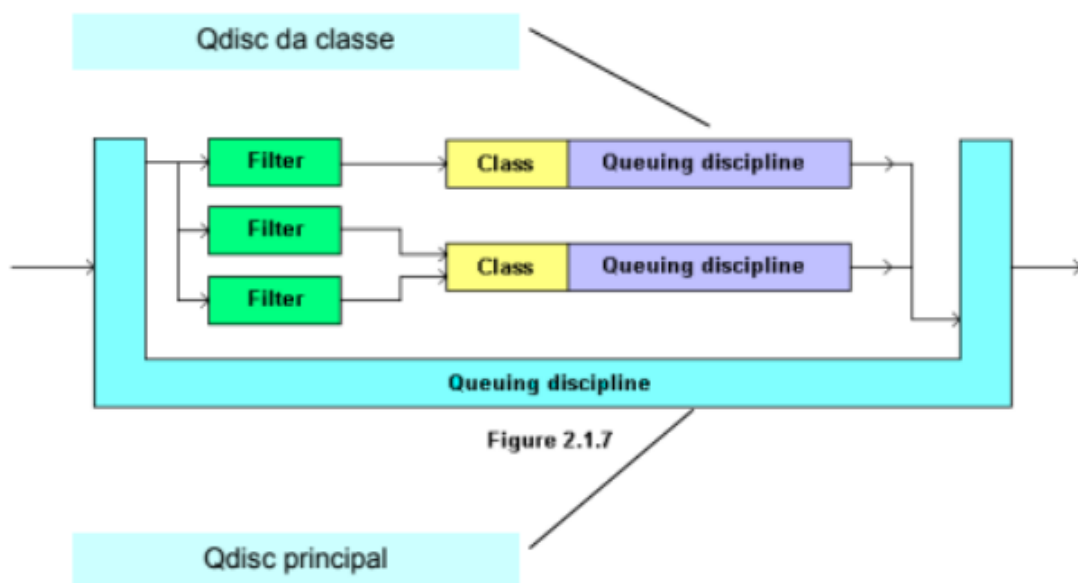 Qdisc da classe
Filter
Class
Queuing discipline
Filter
Class
Queuing discipline
Filter
Queuing discipline
Figure 2.1.7
Qdisc principal